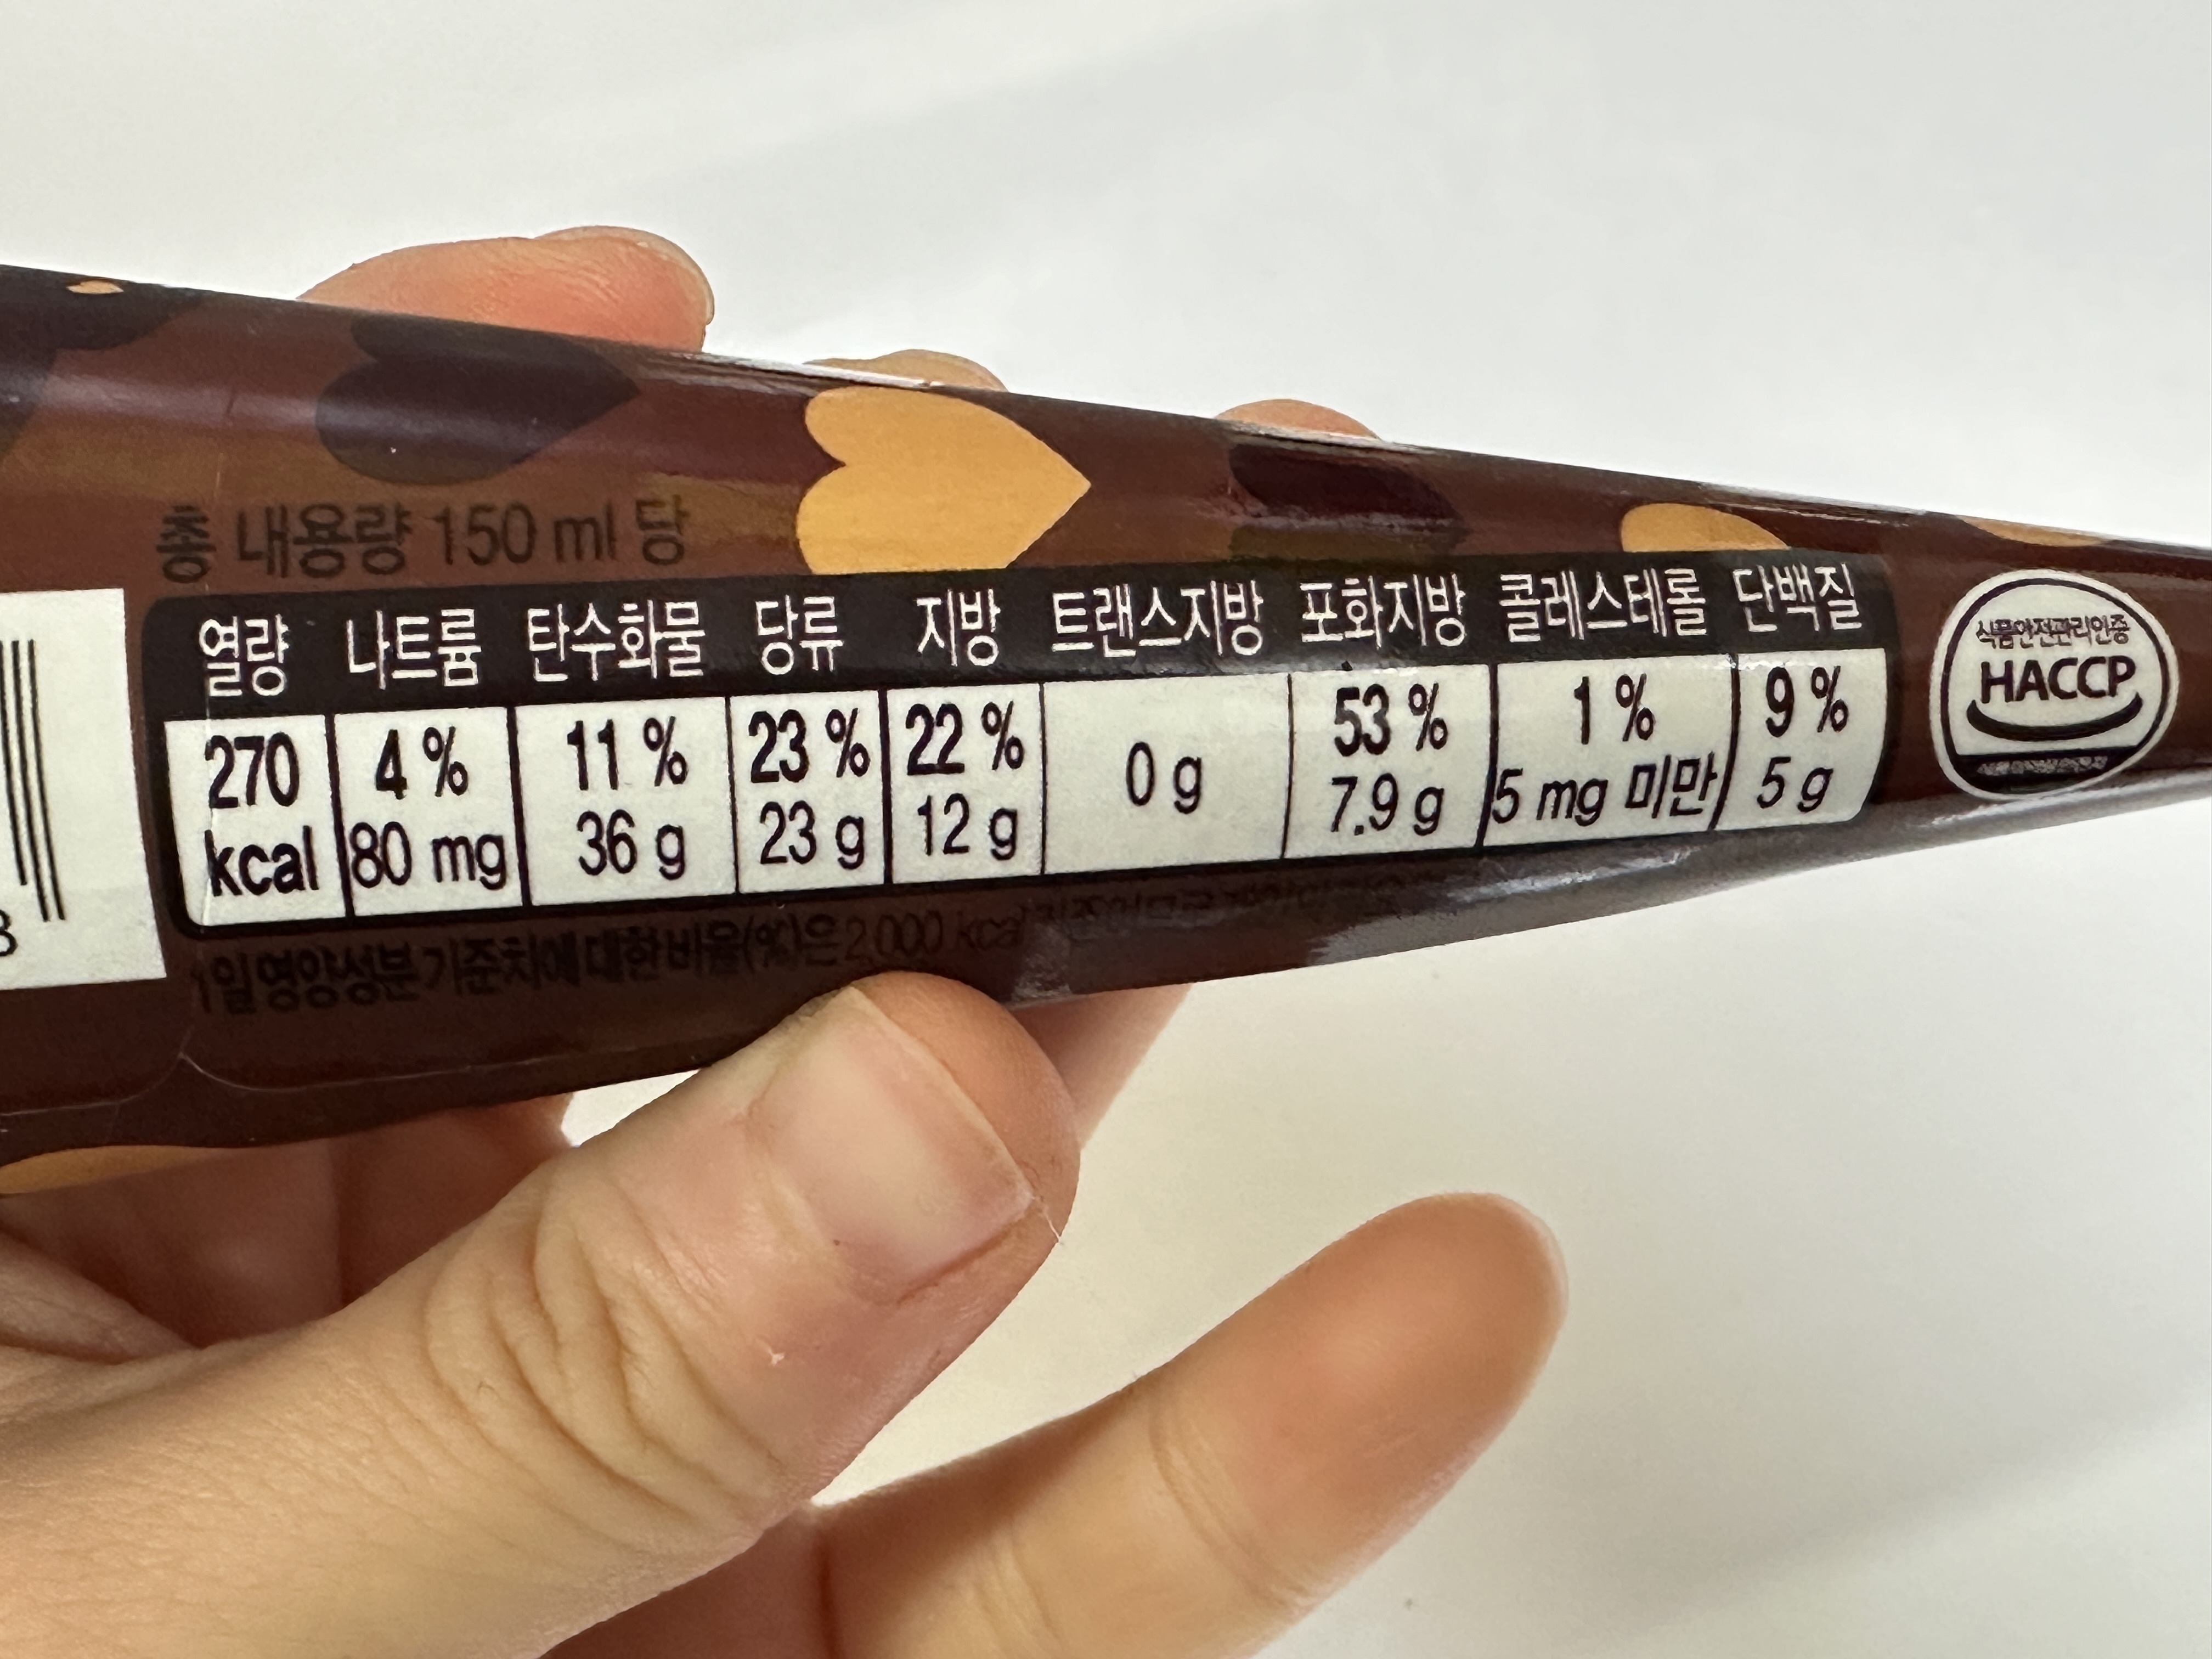 총 내용량 150 ml 당
열량 나트륨 탄수화물 당류 지방 트랜스지방 포화지방 콜레스테롤 단백질
270 4 % 11 % 23 % 22 % 0 g 53 % 1 % 9 %
kcal 80 mg 36 g 23 g 12 g 7.9 g 5 mg 미만 5 g
1일 영양성분 기준치에 대한 비율(%)은 2,000 kcal
식품안전관리인증
HACCP
3